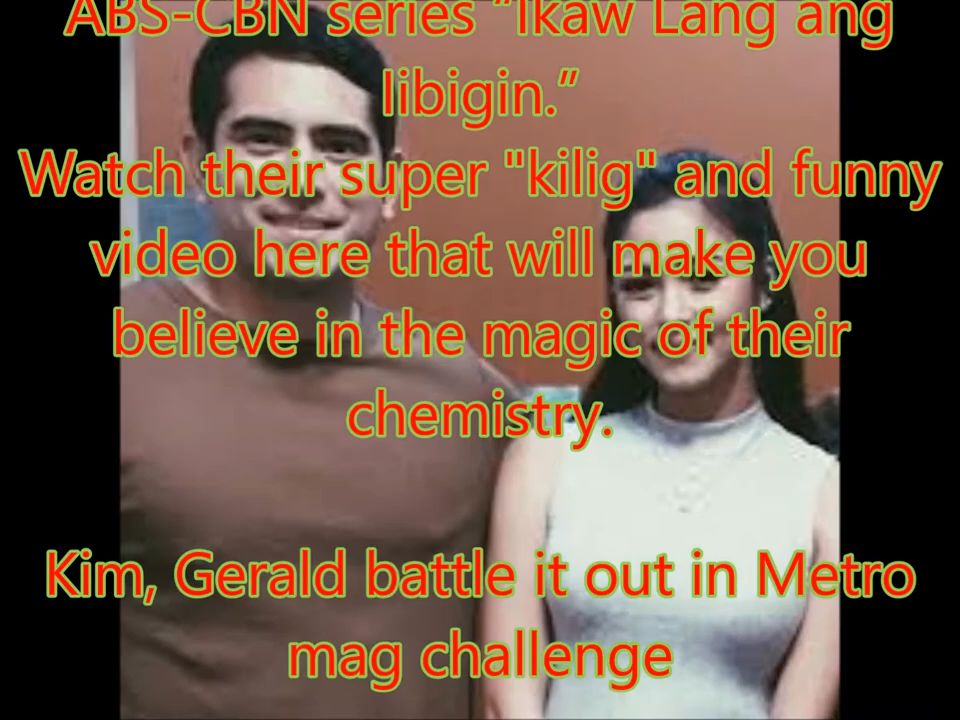 ABS-CBN series “Ikaw Lang ang
Iibigin.”
Watch their super "kilig" and funny
video here that will make you
believe in the magic of their
chemistry.
Kim, Gerald battle it out in Metro
mag challenge